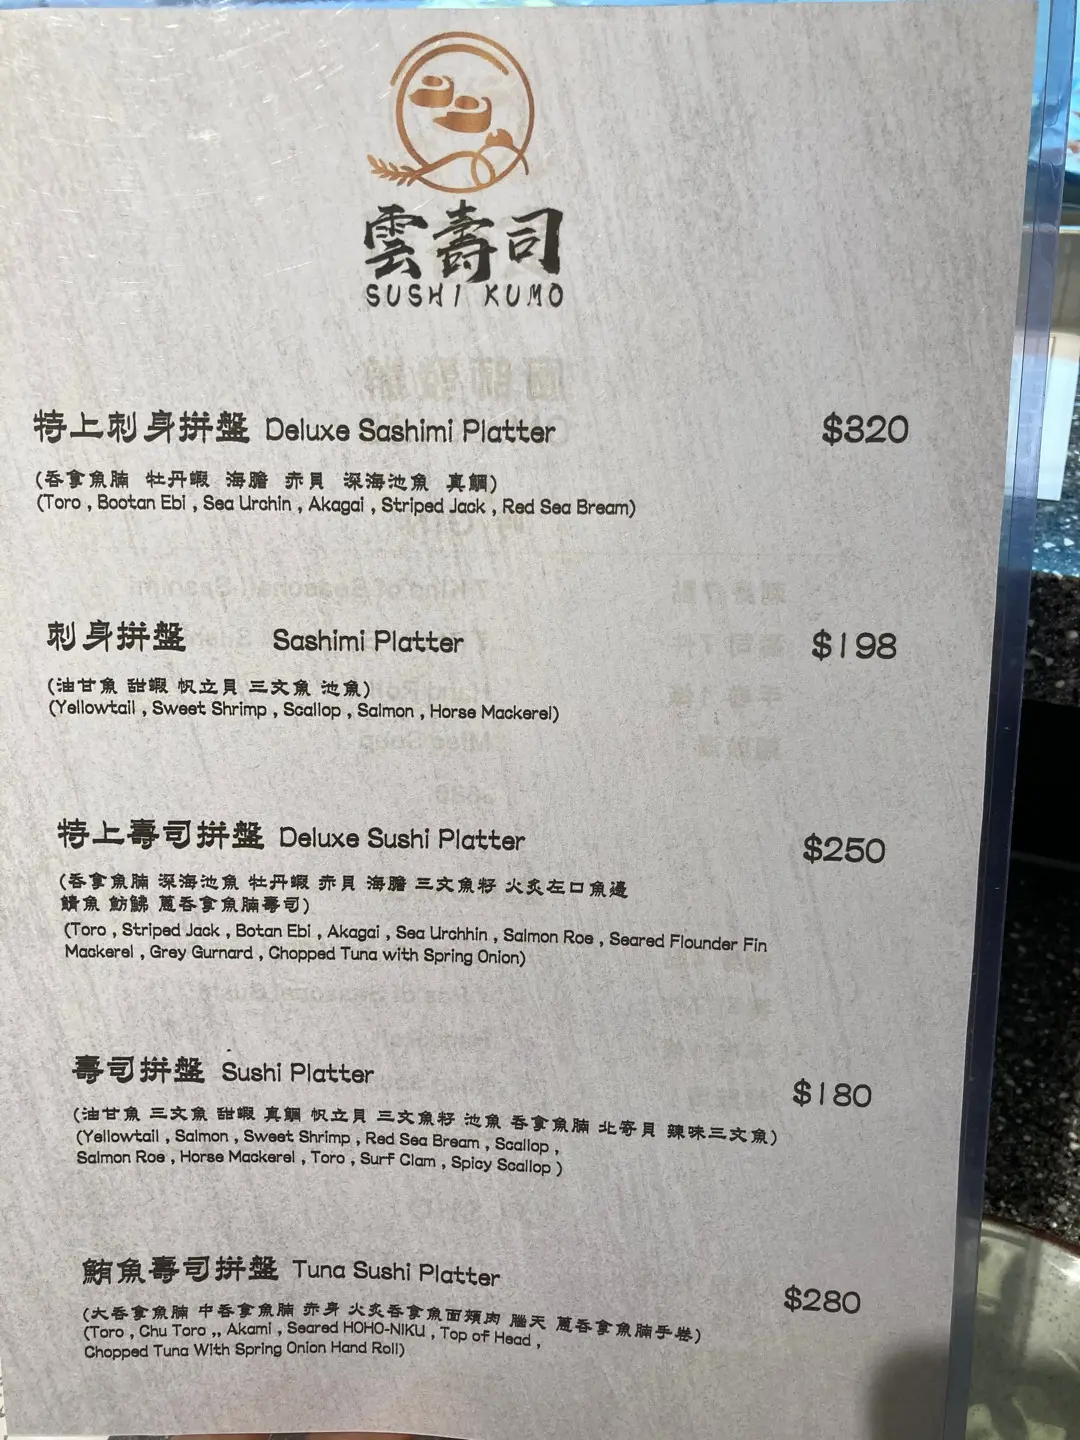 雲壽司
SUSHI KUMO
特上刺身拼盤 Deluxe Sashimi Platter $320
(吞拿魚腩 牡丹蝦 海膽 赤貝 深海池魚 真鯛)
(Toro , Bootan Ebi , Sea Urchin , Akagai , Striped Jack , Red Sea Bream)
刺身拼盤 Sashimi Platter $198
(油甘魚 甜蝦 帆立貝 三文魚 池魚)
(Yellowtail , Sweet Shrimp , Scallop , Salmon , Horse Mackerel)
特上壽司拼盤 Deluxe Sushi Platter $250
(吞拿魚腩 深海池魚 牡丹蝦 赤貝 海膽 三文魚籽 火炙左口魚邊
鯖魚 魴鮄 蔥吞拿魚腩壽司)
(Toro , Striped Jack , Botan Ebi , Akagai , Sea Urchhin , Salmon Roe , Seared Flounder Fin
Mackerel , Grey Gurnard , Chopped Tuna with Spring Onion)
壽司拼盤 Sushi Platter $180
(油甘魚 三文魚 甜蝦 真鯛 帆立貝 三文魚籽 池魚 吞拿魚腩 北寄貝 辣味三文魚)
(Yellowtail , Salmon , Sweet Shrimp , Red Sea Bream , Scallop ,
Salmon Roe , Horse Mackerel , Toro , Surf Clam , Spicy Scallop )
鮪魚壽司拼盤 Tuna Sushi Platter $280
(大吞拿魚腩 中吞拿魚腩 赤身 火炙吞拿魚面頰肉 腦天 蔥吞拿魚腩手卷)
(Toro , Chu Toro ,, Akami , Seared HOHO-NIKU , Top of Head ,
Chopped Tuna With Spring Onion Hand Roll)